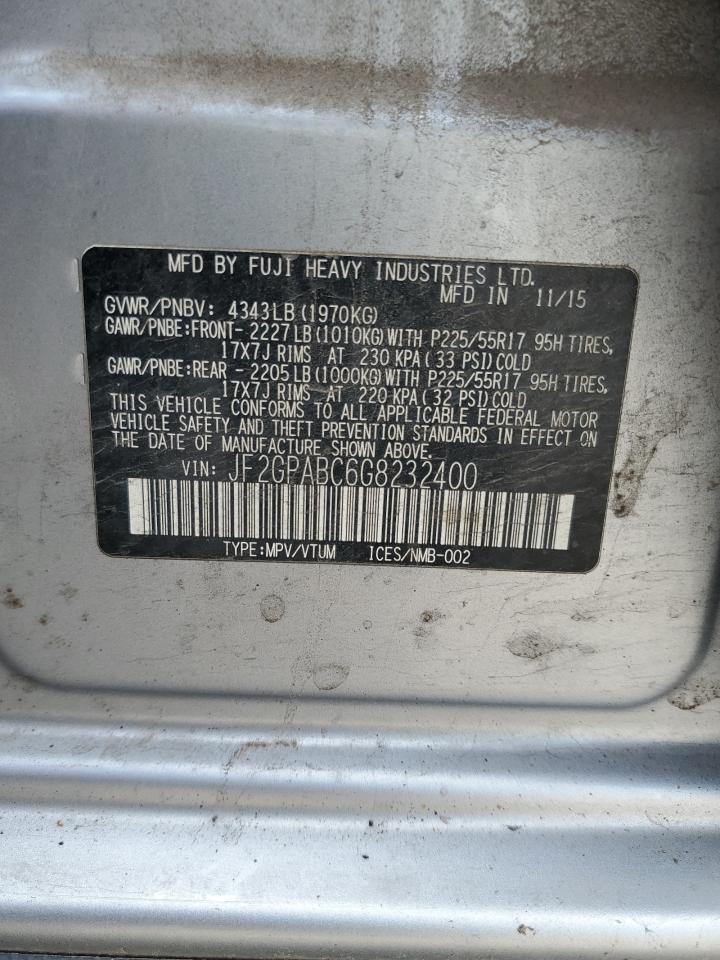 MFD BY FUJI HEAVY INDUSTRIES LTD.
MFD IN 11/15
GVWR/PNBV: 4343LB(1970KG)
GAWR/PNBE:FRONT- 2227LB(1010KG)WITH P225/55R17 95H TIRES,
17X7J RIMS AT 230 KPA(33 PSI)COLD
GAWR/PNBE:REAR - 2205LB(1000KG)WITH P225/55R17 95H TIRES,
17X7J RIMS AT 220 KPA(32 PSI)COLD
THIS VEHICLE CONFORMS TO ALL APPLICABLE FEDERAL MOTOR
VEHICLE SAFETY AND THEFT PREVENTION STANDARDS IN EFFECT ON
THE DATE OF MANUFACTURE SHOWN ABOVE.
VIN: JF2GPABC6G8232400
TYPE:MPV/VTUM ICES/NMB-002